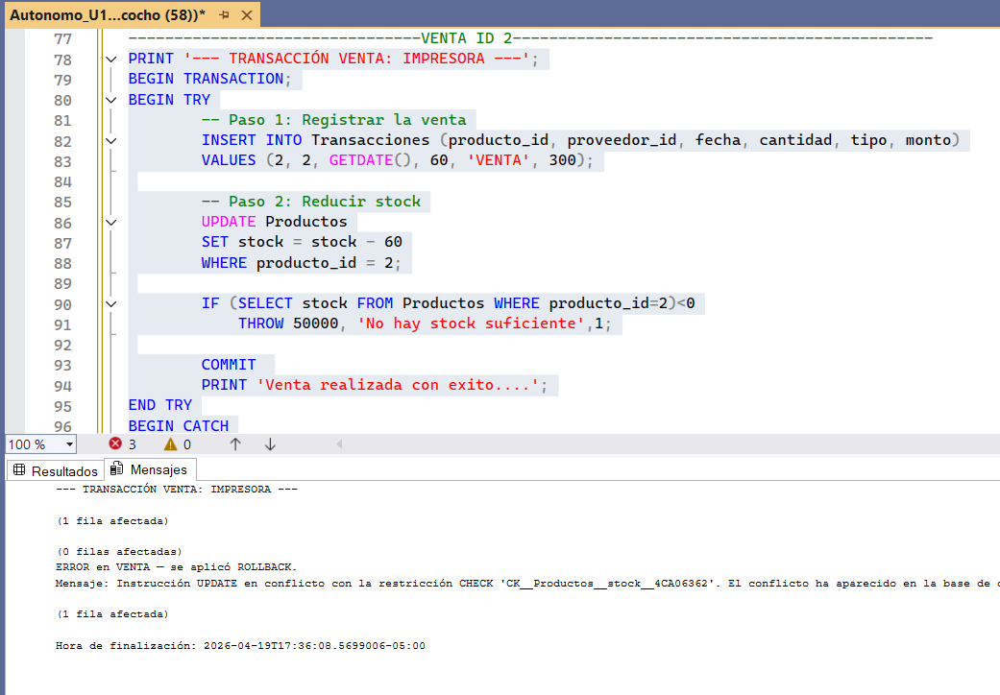 Autonomo_U1...cocho (58))*
77 --------------------------------VENTA ID 2----------------------------------------------
78 PRINT '--- TRANSACCIÓN VENTA: IMPRESORA ---';
79 BEGIN TRANSACTION;
80 BEGIN TRY
81 -- Paso 1: Registrar la venta
82 INSERT INTO Transacciones (producto_id, proveedor_id, fecha, cantidad, tipo, monto)
83 VALUES (2, 2, GETDATE(), 60, 'VENTA', 300);
84
85 -- Paso 2: Reducir stock
86 UPDATE Productos
87 SET stock = stock - 60
88 WHERE producto_id = 2;
89
90 IF (SELECT stock FROM Productos WHERE producto_id=2)<0
91 THROW 50000, 'No hay stock suficiente',1;
92
93 COMMIT
94 PRINT 'Venta realizada con exito....';
95 END TRY
96 BEGIN CATCH
100 % 3 0
Resultados Mensajes
--- TRANSACCIÓN VENTA: IMPRESORA ---
(1 fila afectada)
(0 filas afectadas)
ERROR en VENTA — se aplicó ROLLBACK.
Mensaje: Instrucción UPDATE en conflicto con la restricción CHECK 'CK__Productos__stock__4CA06362'. El conflicto ha aparecido en la base de
(1 fila afectada)
Hora de finalización: 2026-04-19T17:36:08.5699006-05:00